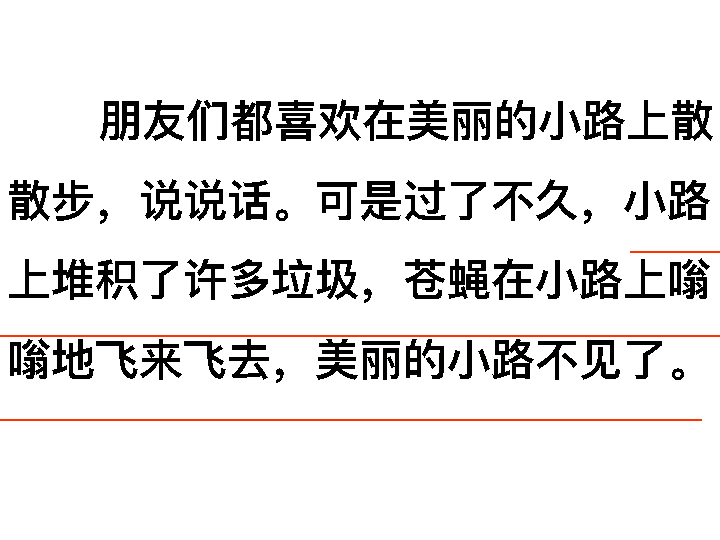 朋友们都喜欢在美丽的小路上散
散步，说说话。可是过了不久，小路
上堆积了许多垃圾，苍蝇在小路上嗡
嗡地飞来飞去，美丽的小路不见了。